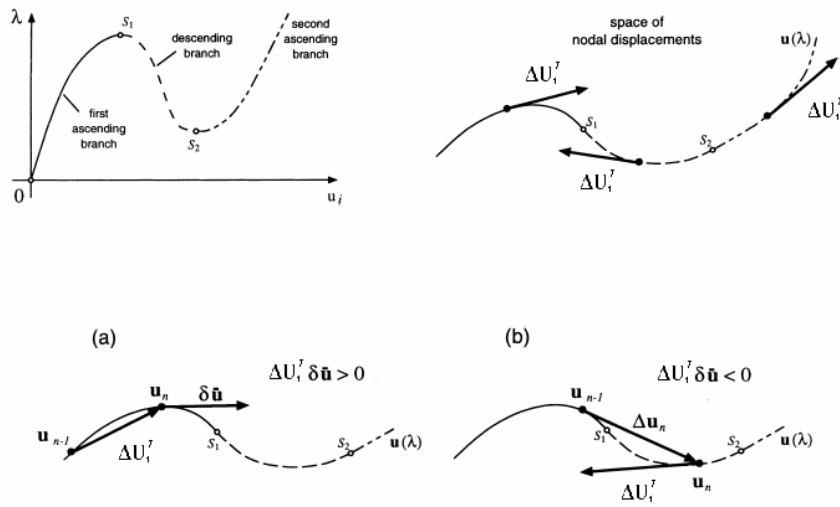 λ
S₁
descending
branch
second
ascending
branch
first
ascending
branch
S₂
0
uᵢ
space of
nodal displacements
u(λ)
ΔU₁ᵀ
S₁
ΔU₁ᵀ
S₂
ΔU₁ᵀ
(a)
ΔU₁ᵀ δū > 0
uₙ
δū
uₙ₋₁
ΔU₁ᵀ
S₁
S₂
u(λ)
(b)
ΔU₁ᵀ δū < 0
uₙ₋₁
Δuₙ
S₁
S₂
u(λ)
ΔU₁ᵀ
uₙ